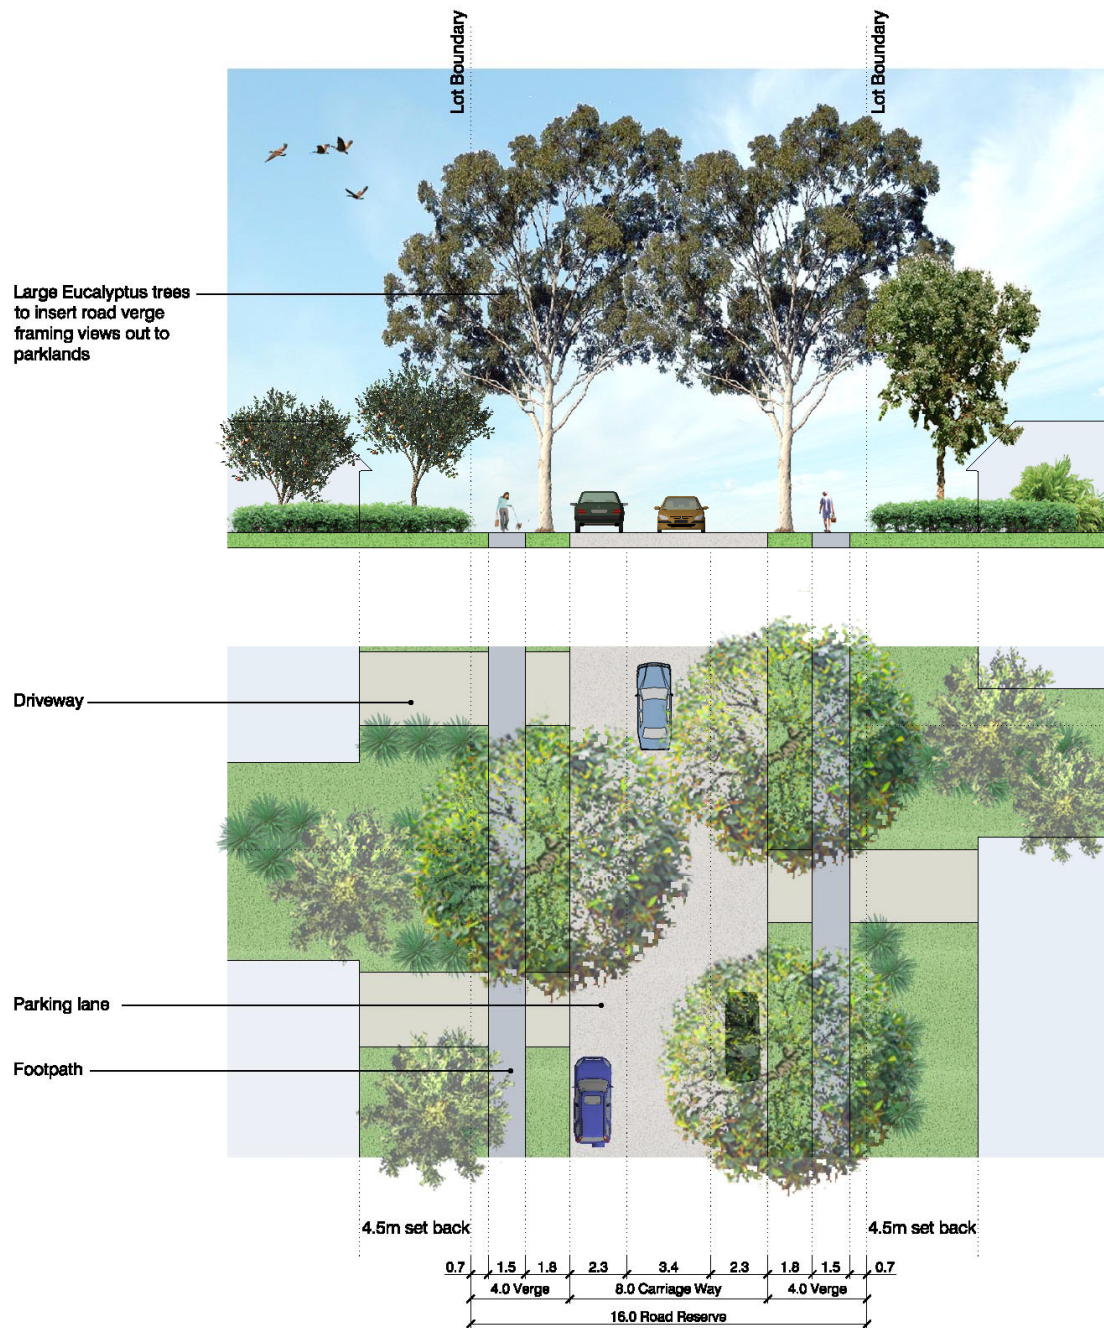 Lot Boundary
Lot Boundary
Large Eucalyptus trees
to insert road verge
framing views out to
parklands
Driveway
Parking lane
Footpath
4.5m set back
4.5m set back
0.7 1.5 1.8 2.3 3.4 2.3 1.8 1.5 0.7
4.0 Verge 8.0 Carriage Way 4.0 Verge
16.0 Road Reserve